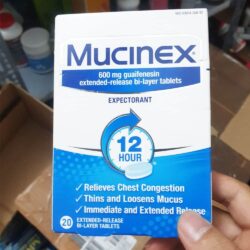 Mucinex
600 mg guaifenesin
extended-release bi-layer tablets
EXPECTORANT
12
HOUR
Relieves Chest Congestion
Thins and Loosens Mucus
Immediate and Extended Release
20 EXTENDED-RELEASE
BI-LAYER TABLETS